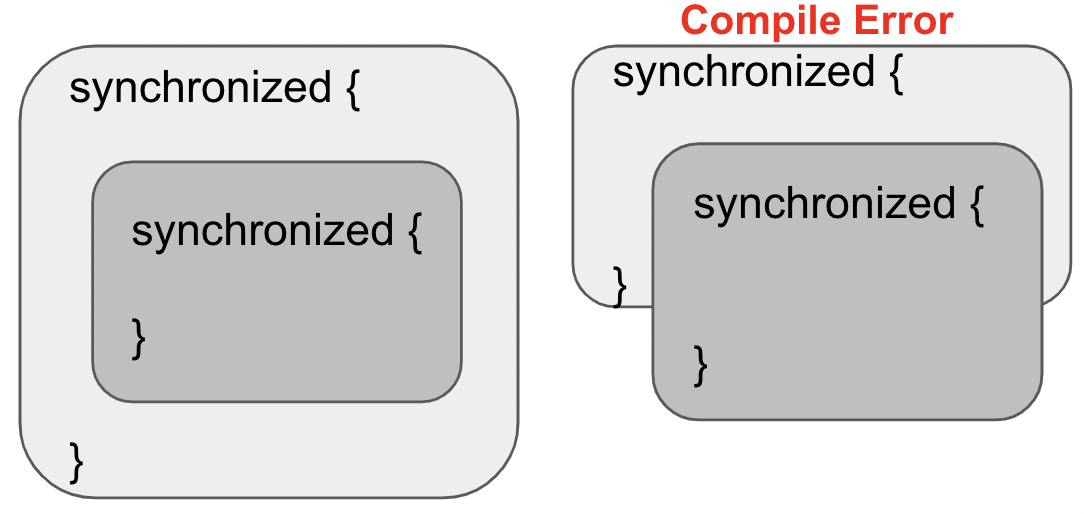 synchronized {
synchronized {
}
}
Compile Error
synchronized {
synchronized {
}
}